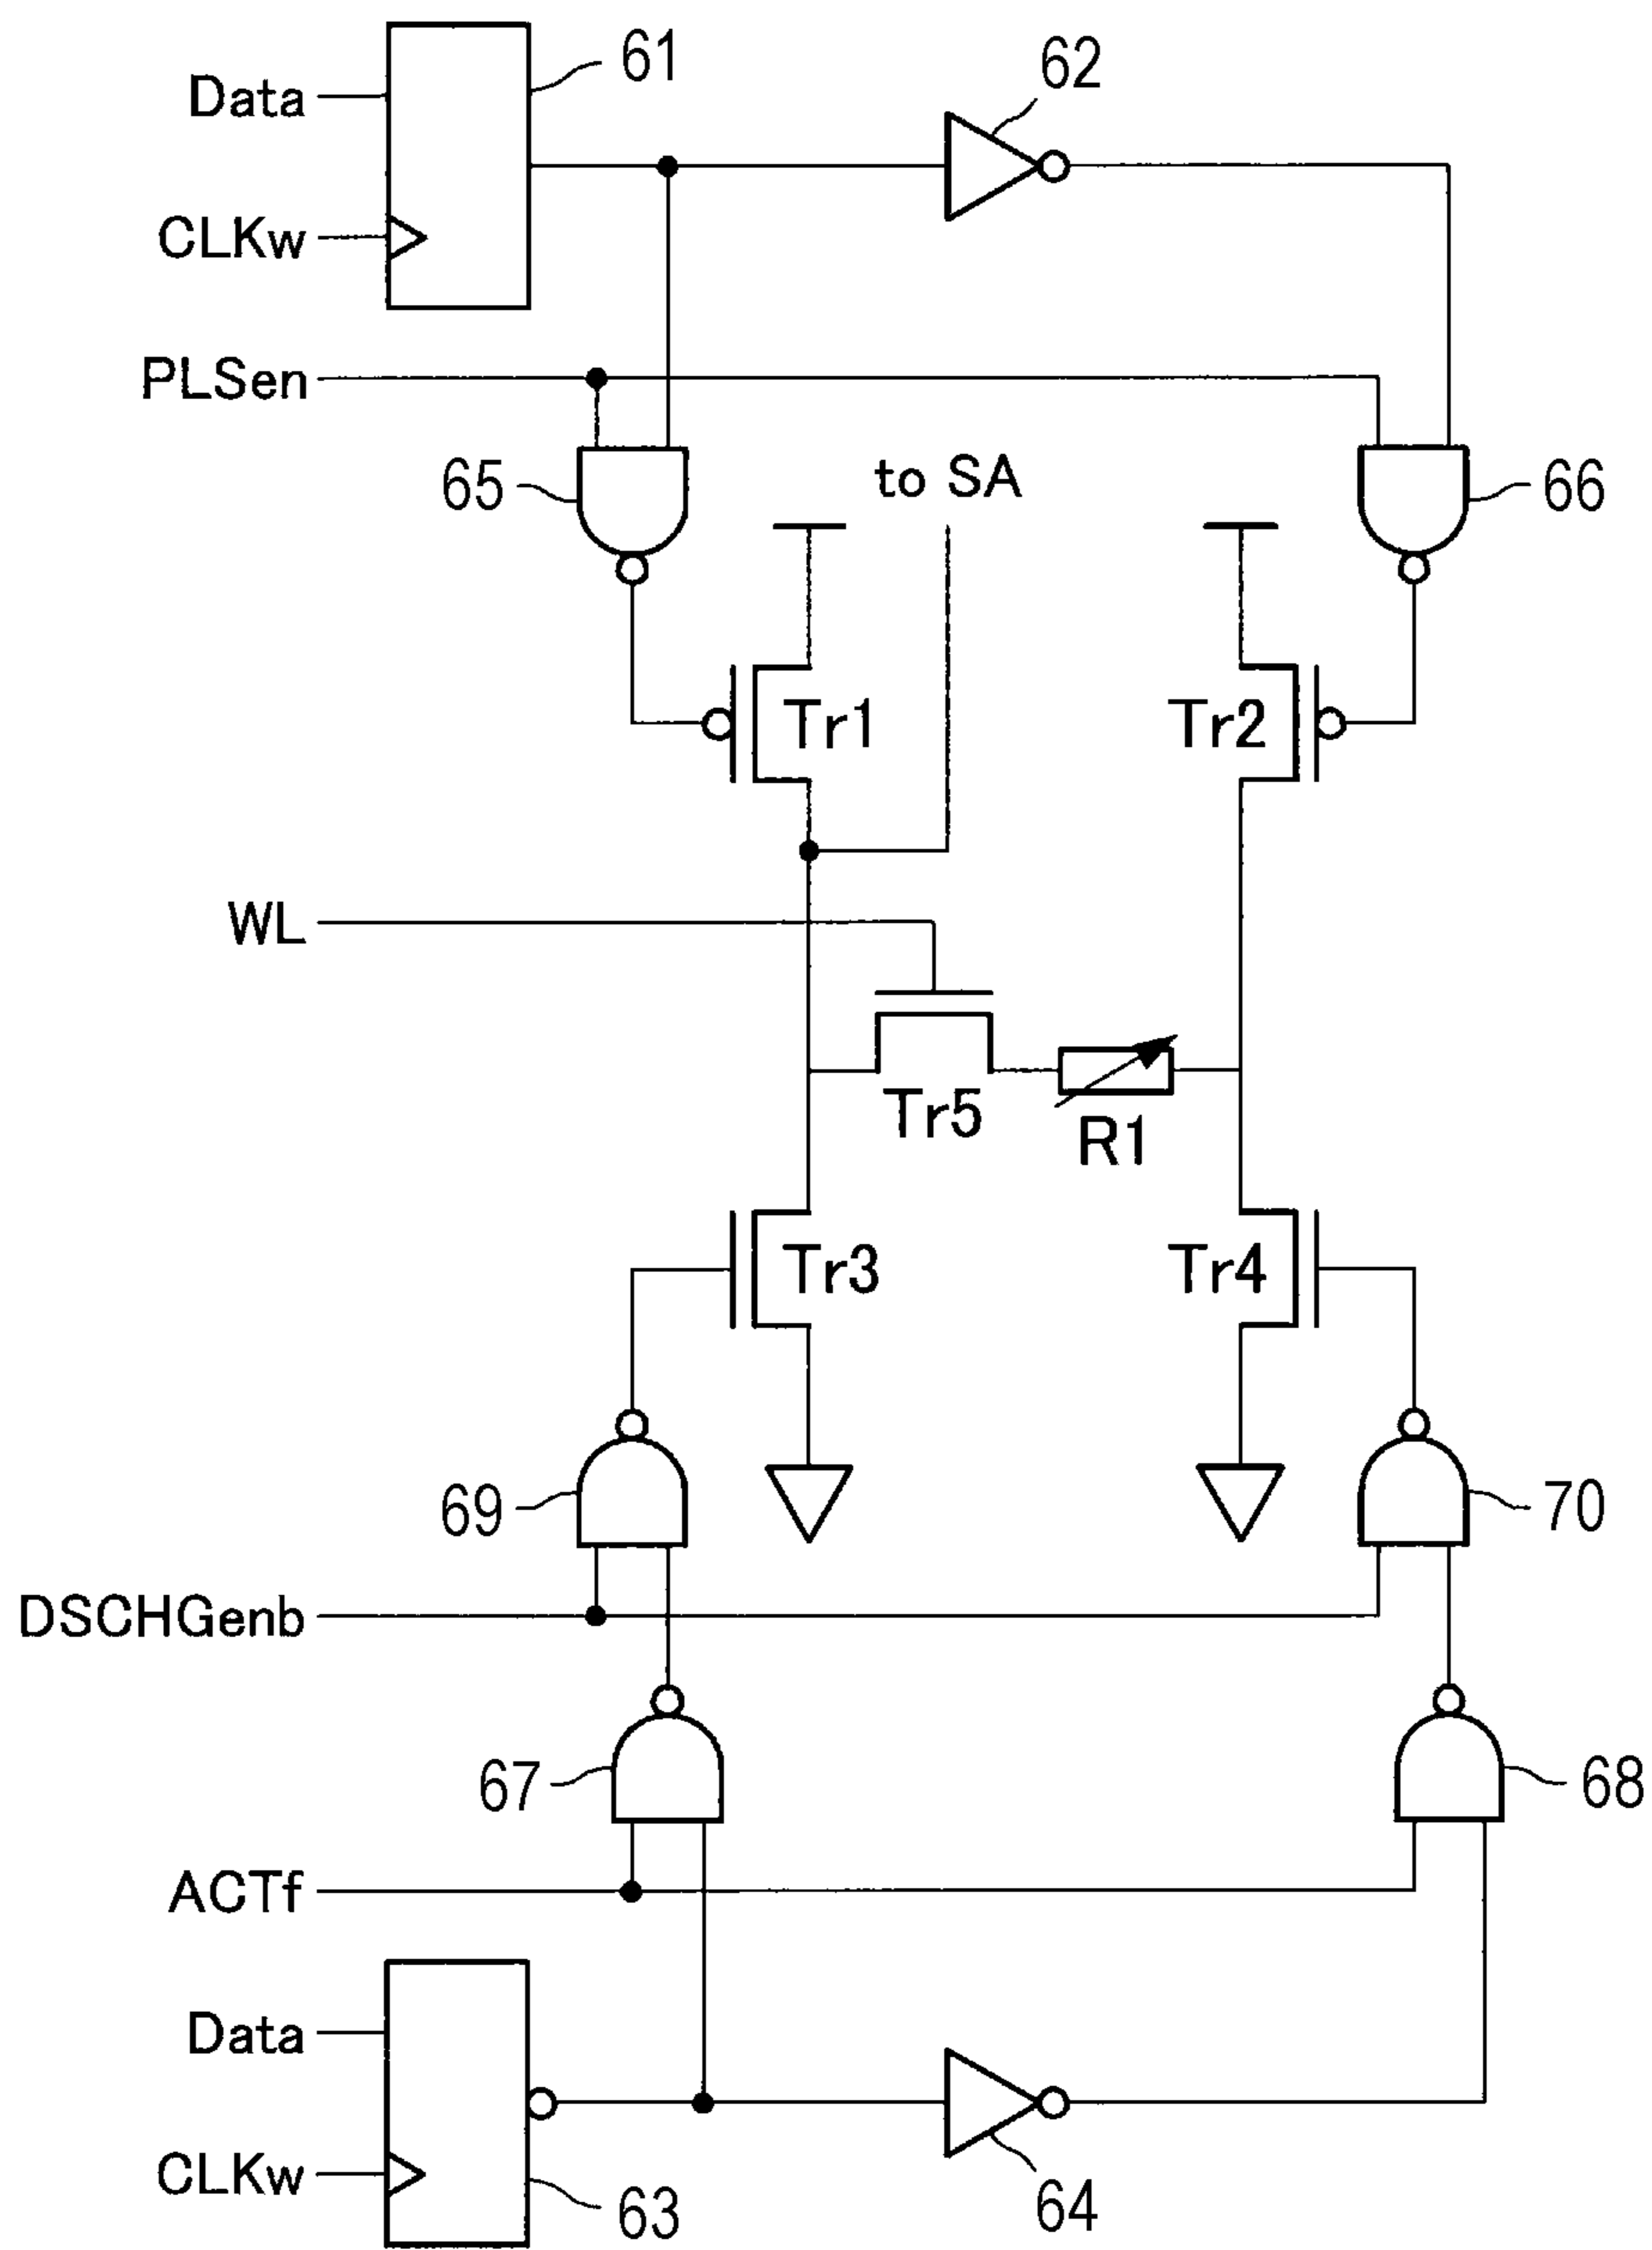 61
62
Data
CLKw
PLSen
65
to SA
66
Tr1
Tr2
WL
Tr5
R1
Tr3
Tr4
69
70
DSCHGenb
67
68
ACTf
Data
CLKw
63
64